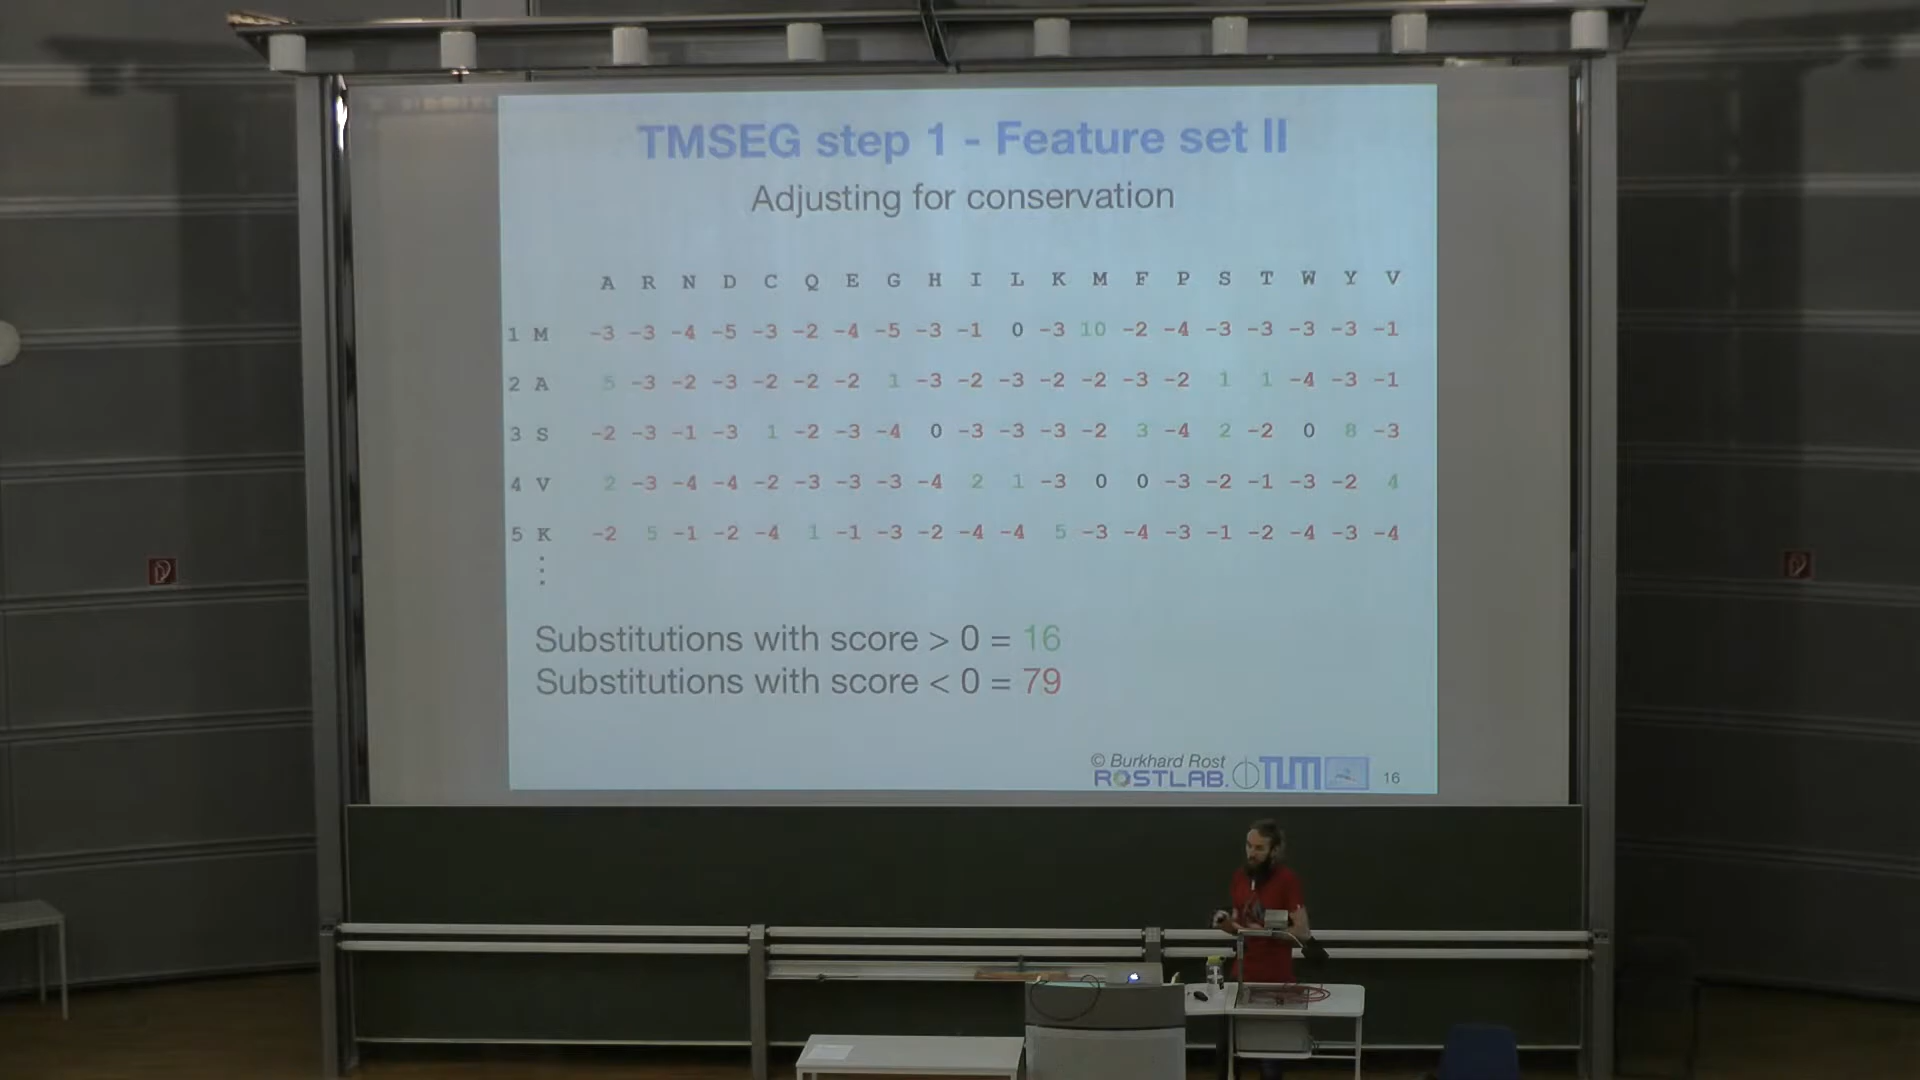 TMSEG step 1 - Feature set II
Adjusting for conservation
A R N D C Q E G H I L K M F P S T W Y V
1 M -3 -3 -4 -5 -3 -2 -4 -5 -3 -1 0 -3 10 -2 -4 -3 -3 -3 -3 -1
2 A 5 -3 -2 -3 -2 -2 -2 1 -3 -2 -3 -2 -2 -3 -2 1 1 -4 -3 -1
3 S -2 -3 -1 -3 1 -2 -3 -4 0 -3 -3 -3 -2 3 -4 2 -2 0 8 -3
4 V 2 -3 -4 -4 -2 -3 -3 -3 -4 2 1 -3 0 0 -3 -2 -1 -3 -2 4
5 K -2 5 -1 -2 -4 1 -1 -3 -2 -4 -4 5 -3 -4 -3 -1 -2 -4 -3 -4
⋮
Substitutions with score > 0 = 16
Substitutions with score < 0 = 79
© Burkhard Rost
ROSTLAB. TUM 16